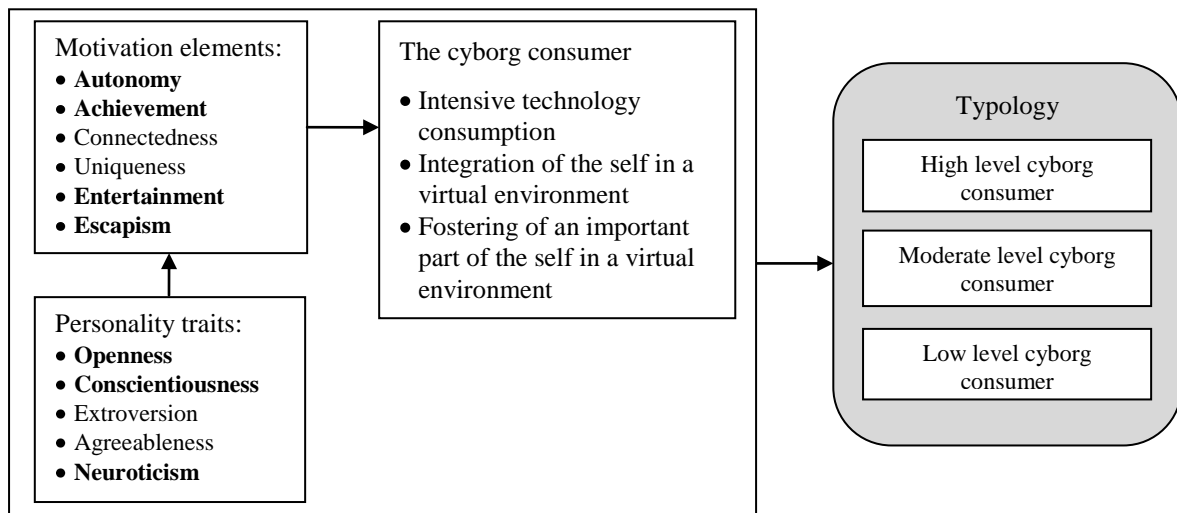 Motivation elements:
• Autonomy
• Achievement
• Connectedness
• Uniqueness
• Entertainment
• Escapism
Personality traits:
• Openness
• Conscientiousness
• Extroversion
• Agreeableness
• Neuroticism
The cyborg consumer
• Intensive technology
consumption
• Integration of the self in a
virtual environment
• Fostering of an important
part of the self in a virtual
environment
Typology
High level cyborg
consumer
Moderate level cyborg
consumer
Low level cyborg
consumer